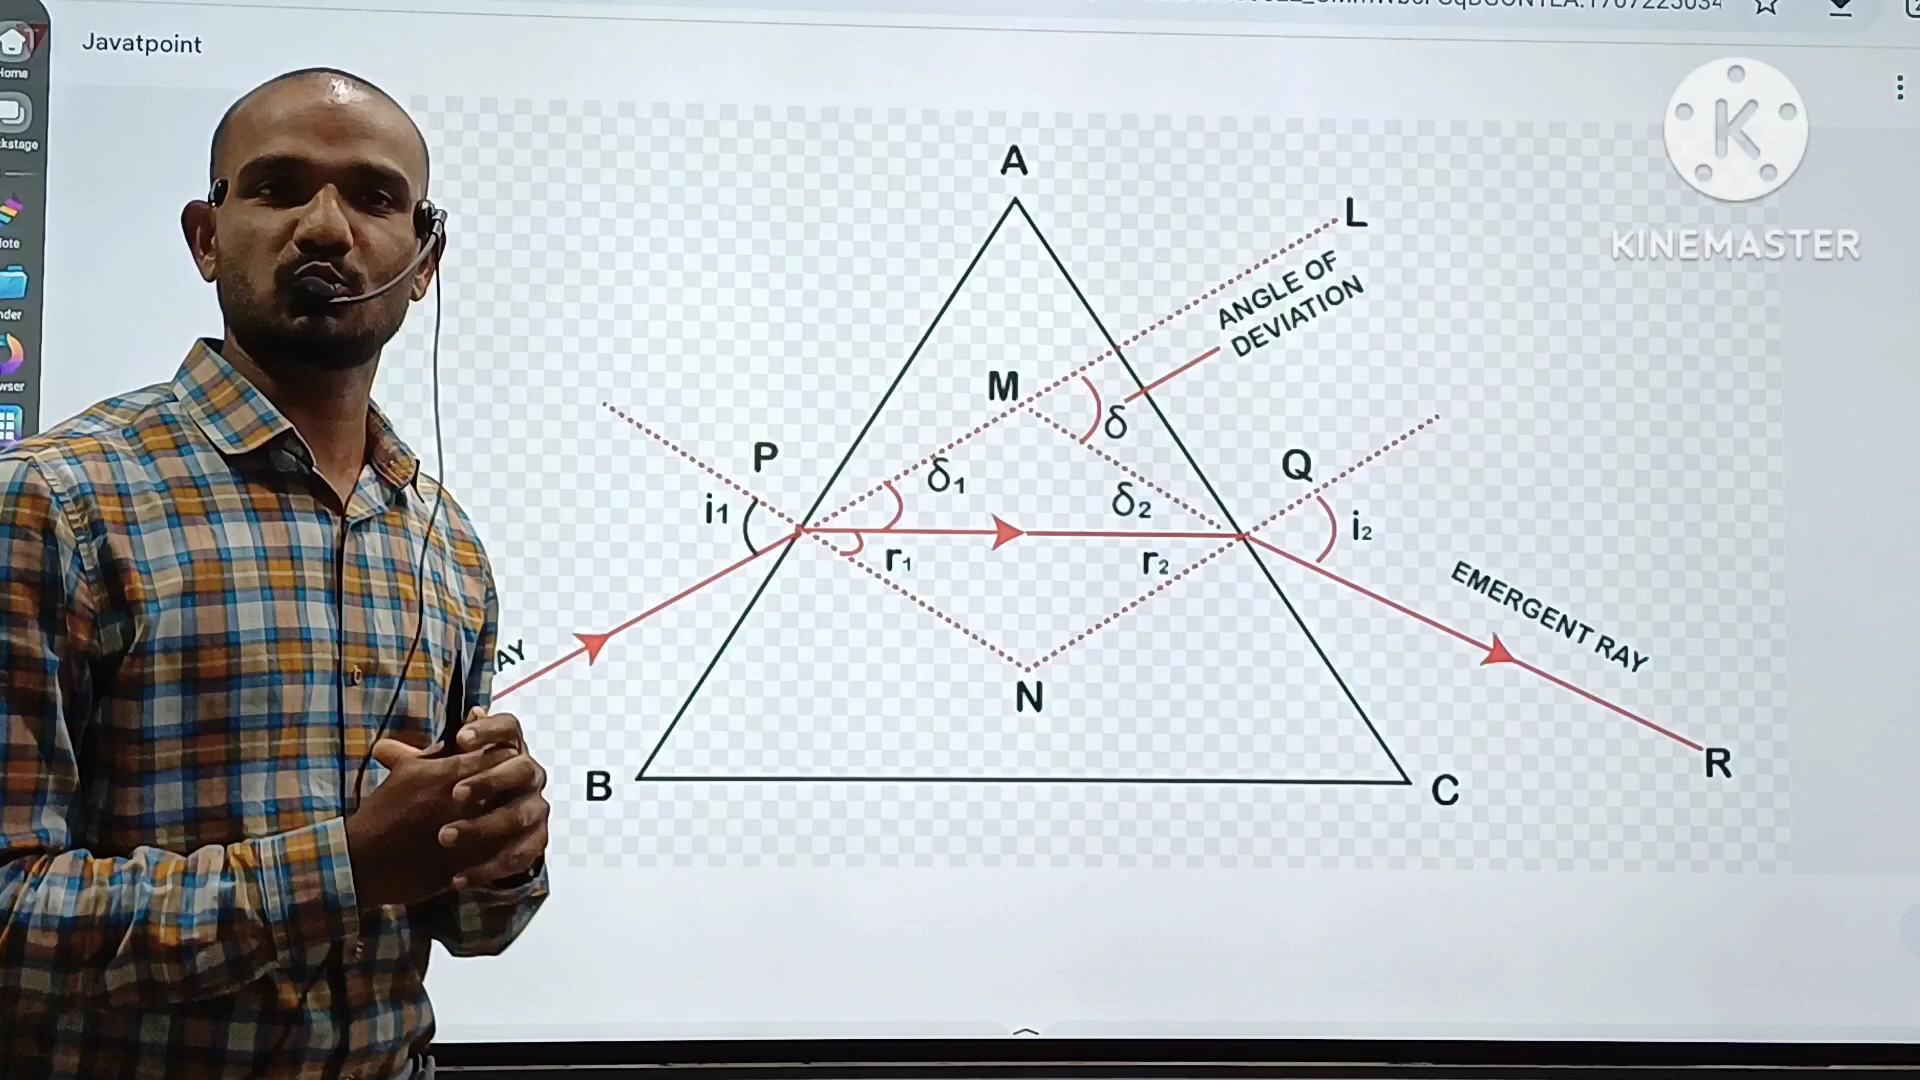 Javatpoint
Home
kstage
lote
nder
wser
K
KINEMASTER
A
L
ANGLE OF
DEVIATION
M
δ
P
δ₁
Q
i₁
δ₂
i₂
r₁
r₂
EMERGENT RAY
AY
N
B
C
R